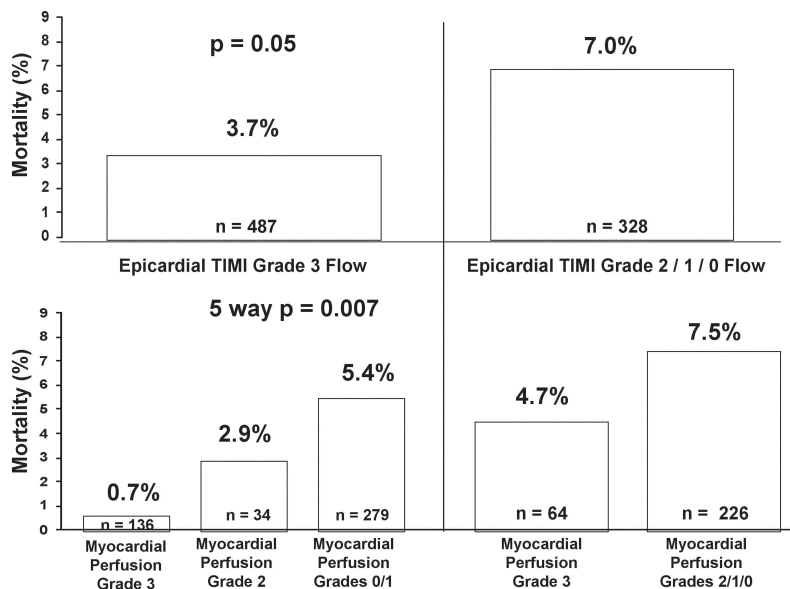 9
8
7
6
5
4
3
2
1
0
Mortality (%)
p = 0.05
3.7%
n = 487
7.0%
n = 328
Epicardial TIMI Grade 3 Flow
Epicardial TIMI Grade 2 / 1 / 0 Flow
5 way p = 0.007
9
8
7
6
5
4
3
2
1
0
Mortality (%)
0.7%
n = 136
2.9%
n = 34
5.4%
n = 279
4.7%
n = 64
7.5%
n = 226
Myocardial
Perfusion
Grade 3
Myocardial
Perfusion
Grade 2
Myocardial
Perfusion
Grades 0/1
Myocardial
Perfusion
Grade 3
Myocardial
Perfusion
Grades 2/1/0